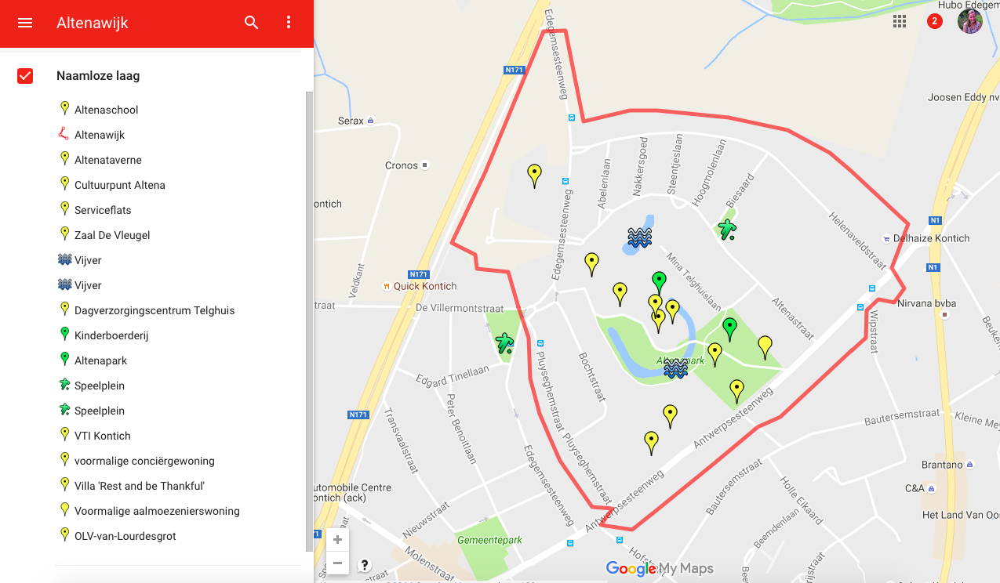 Altenawijk
2
Naamloze laag
Altenaschool
Altenawijk
Altenataverne
Cultuurpunt Altena
Serviceflats
Zaal De Vleugel
Vijver
Vijver
Dagverzorgingscentrum Telghuis
Kinderboerderij
Altenapark
Speelplein
Speelplein
VTI Kontich
voormalige conciërgewoning
Villa 'Rest and be Thankful'
Voormalige aalmoezenierswoning
OLV-van-Lourdesgrot
Hubo Edegem
Edegemsesteenweg
N171
Joosen Eddy nv
Serax
Cronos
ontich
Abelenlaan
Nakkersgoed
Steentjeslaan
Hoogmolenlaan
Biesaard
Edegemsesteenweg
Helenaveldstraat
N1
Delhaize Kontich
N1
Veldkant
N171
Quick Kontich
Mina Telghuislaan
Altenastraat
Nirvana bvba
straat
De Villermontstraat
Wipstraat
Beuken
Pluyseghemstraat
Bochtstraat
Edgard Tinellaan
N171
Transvaalstraat
Peter Benoitlaan
Antwerpsesteenweg
Bautersemstraat
Kleine Mey
Pluyseghemstraat
Edegemsesteenweg
Brantano
Antwerpsesteenweg
Bautersemstraat
Holle Eikaard
C&A
utomobile Centre
ontich (ack)
Nieuwstraat
Beemdenlaan
Het Land Van Oo
Gemeentepark
Molenstraat
Google My Maps
+
−
?